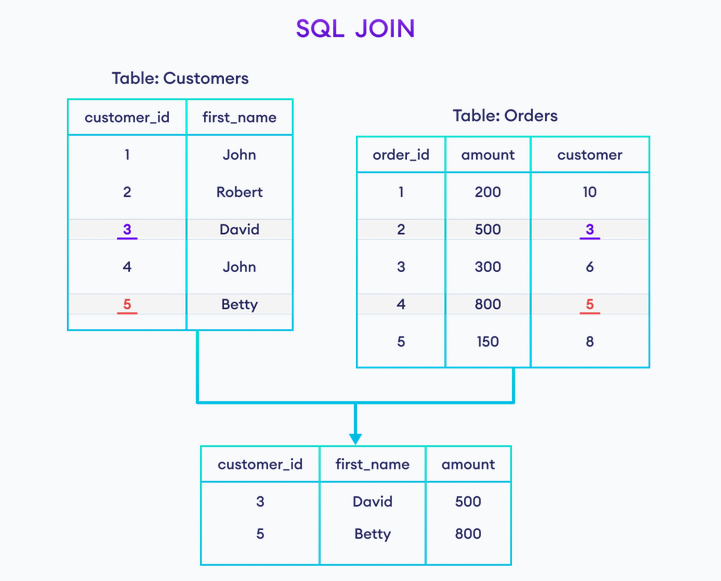 SQL JOIN
Table: Customers
customer_id first_name
1 John
2 Robert
3 David
4 John
5 Betty
Table: Orders
order_id amount customer
1 200 10
2 500 3
3 300 6
4 800 5
5 150 8
customer_id first_name amount
3 David 500
5 Betty 800